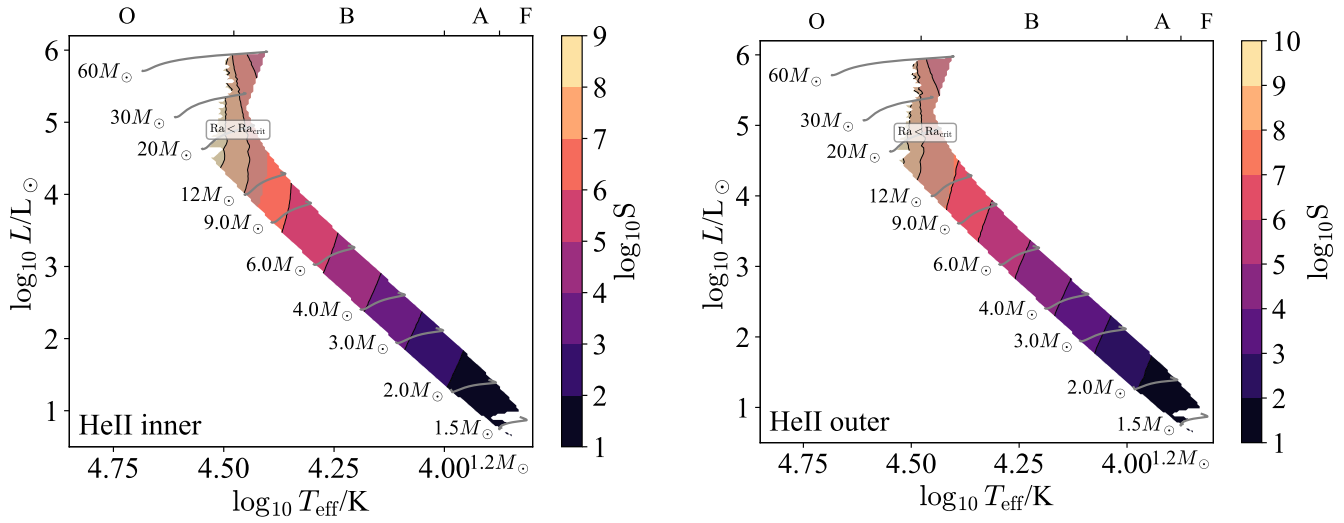 O B A F
log₁₀ L/L☉
6
5
4
3
2
1
60M☉
30M☉
Ra < Ra_crit
20M☉
12M☉
9.0M☉
6.0M☉
4.0M☉
3.0M☉
2.0M☉
1.5M☉
1.2M☉
HeII inner
4.75 4.50 4.25 4.00
log₁₀ T_eff/K
9
8
7
6
5
4
3
2
1
log₁₀S
O B A F
log₁₀ L/L☉
6
5
4
3
2
1
60M☉
30M☉
Ra < Ra_crit
20M☉
12M☉
9.0M☉
6.0M☉
4.0M☉
3.0M☉
2.0M☉
1.5M☉
1.2M☉
HeII outer
4.75 4.50 4.25 4.00
log₁₀ T_eff/K
10
9
8
7
6
5
4
3
2
1
log₁₀S